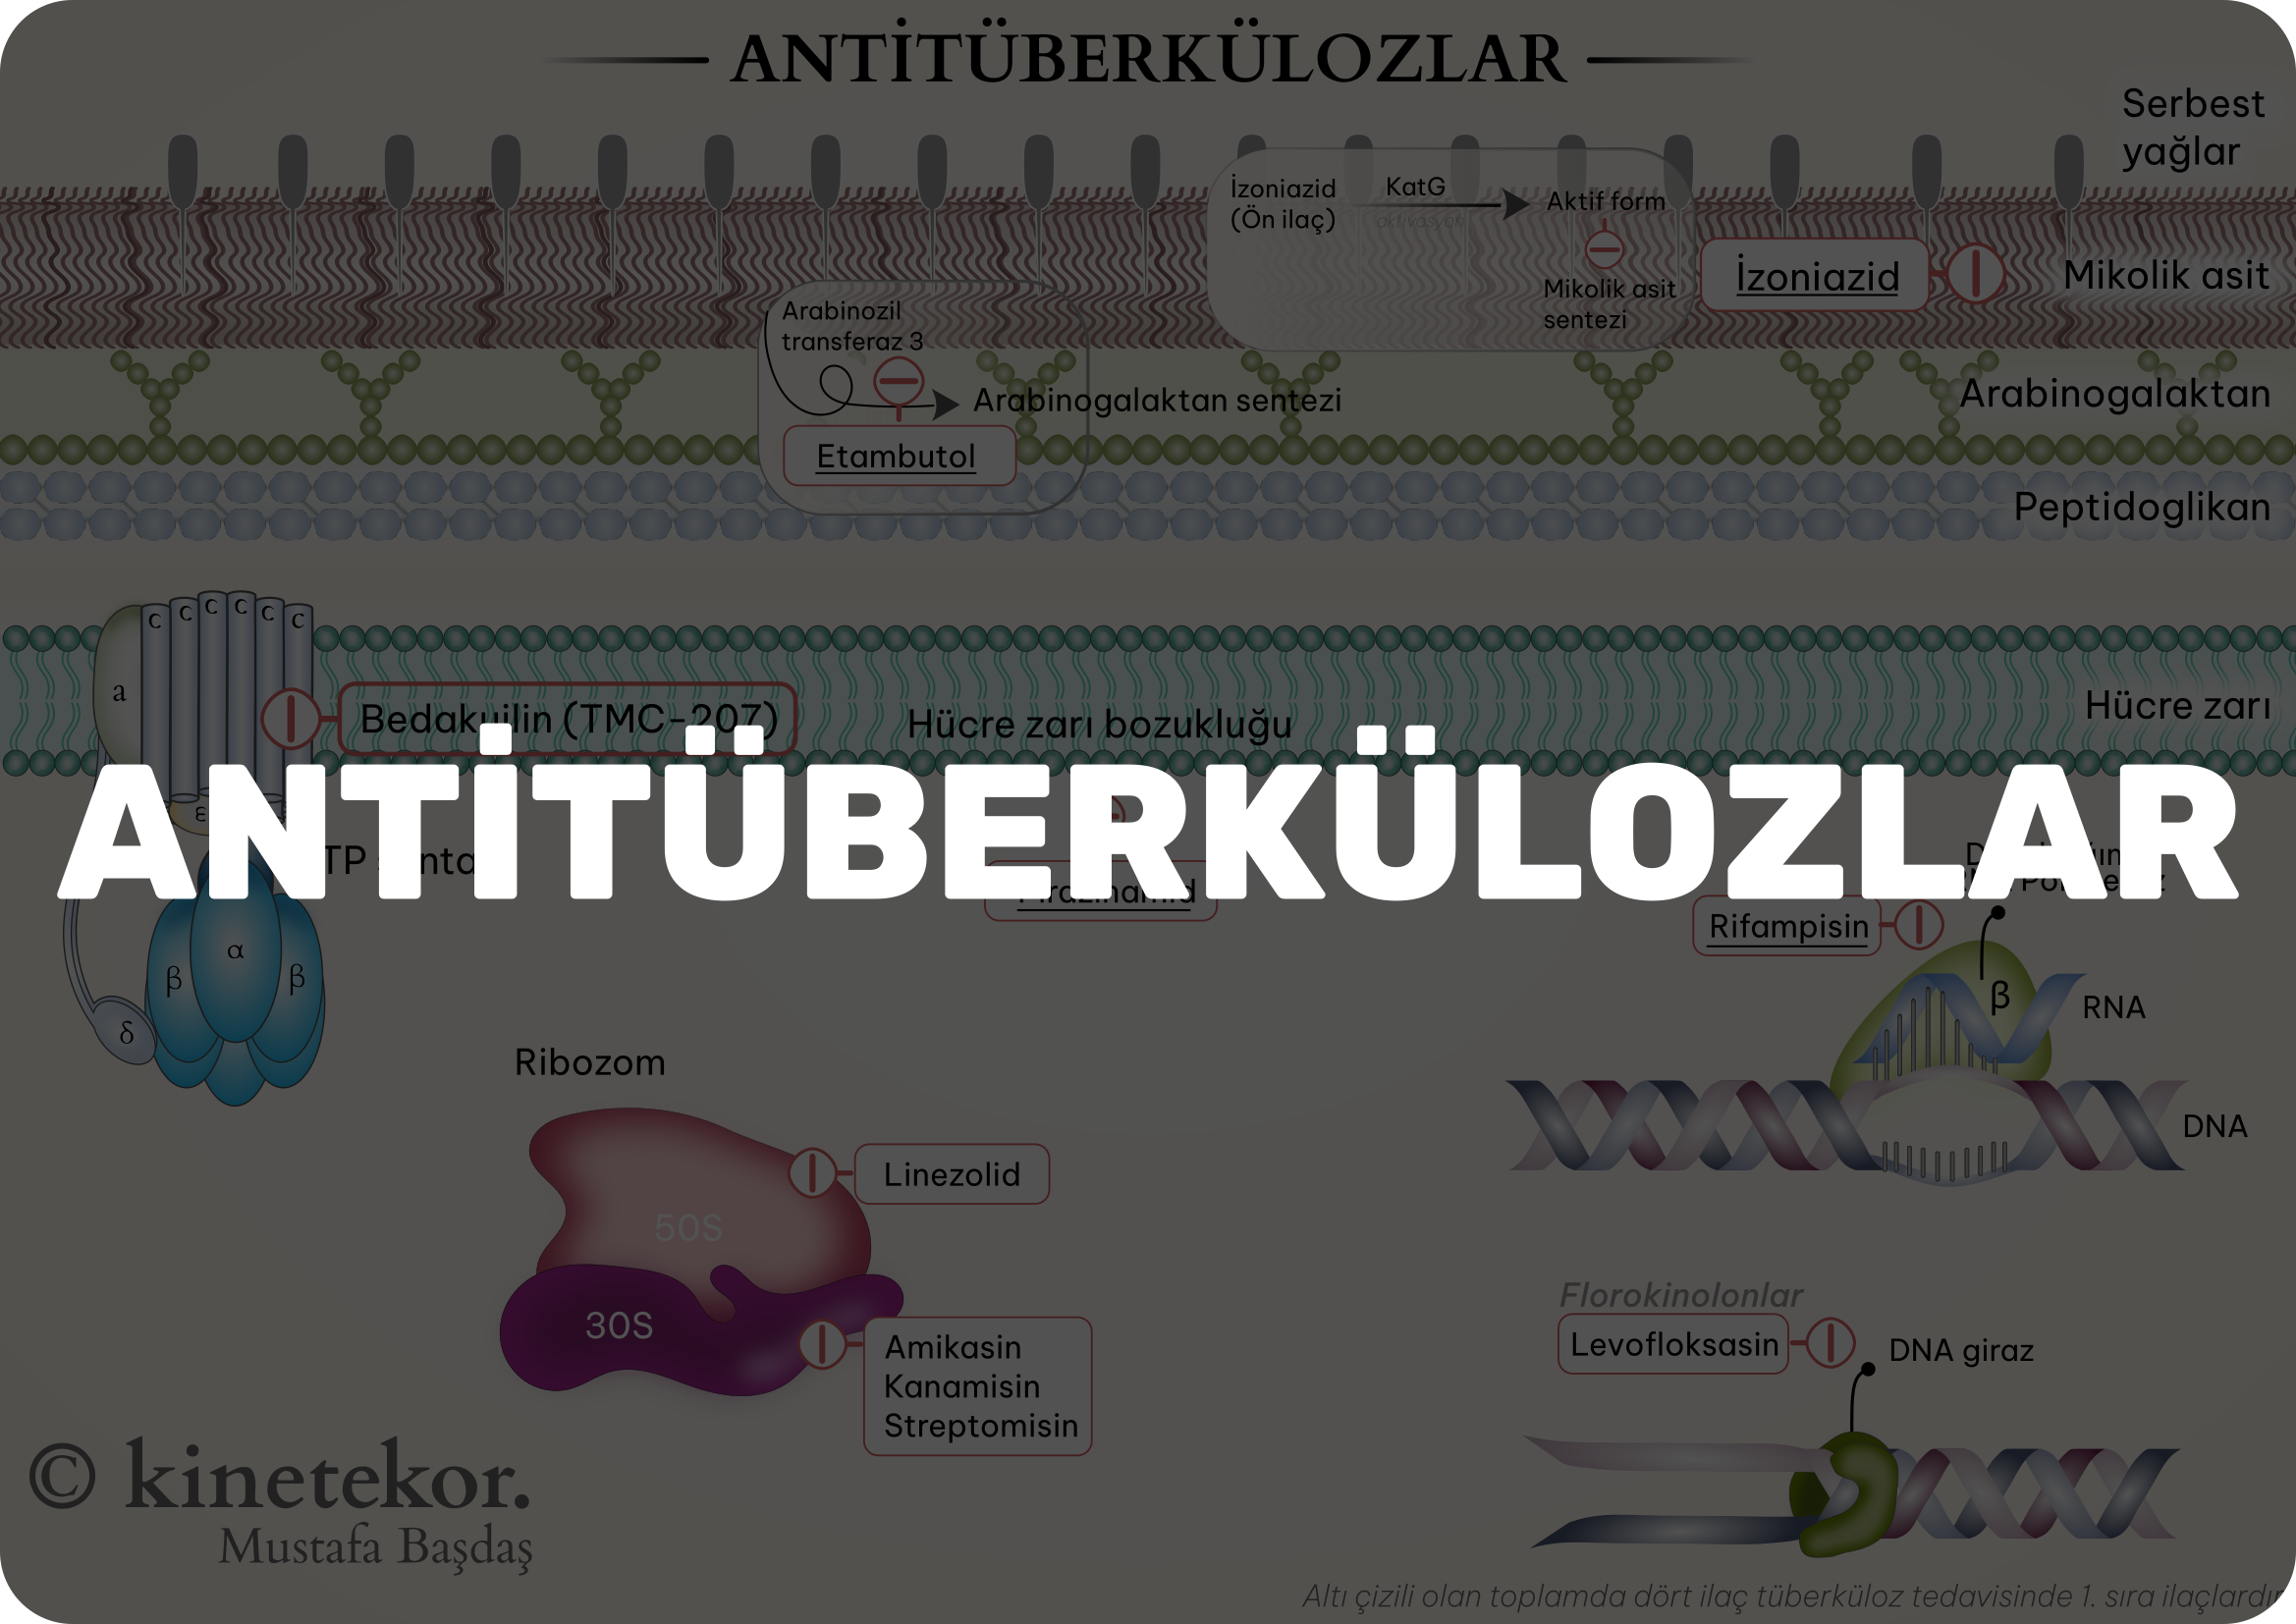 ANTİTÜBERKÜLOZLAR
Serbest
yağlar
İzoniazid
(Ön ilaç)
KatG
aktivasyon
Aktif form
Mikolik asit
sentezi
İzoniazid
Mikolik asit
Arabinozil
transferaz 3
Arabinogalaktan sentezi
Etambutol
Arabinogalaktan
Peptidoglikan
c c c c c c
a
Bedakuilin (TMC-207)
Hücre zarı bozukluğu
Hücre zarı
ANTİTÜBERKÜLOZLAR
ε
Pirazinamid
Rifampisin
α
β
β
δ
β
RNA
DNA
Ribozom
50S
Linezolid
30S
Amikasin
Kanamisin
Streptomisin
Florokinolonlar
Levofloksasin
DNA giraz
© kinetekor.
Mustafa Başdaş
Altı çizili olan toplamda dört ilaç tüberküloz tedavisinde 1. sıra ilaçlardır